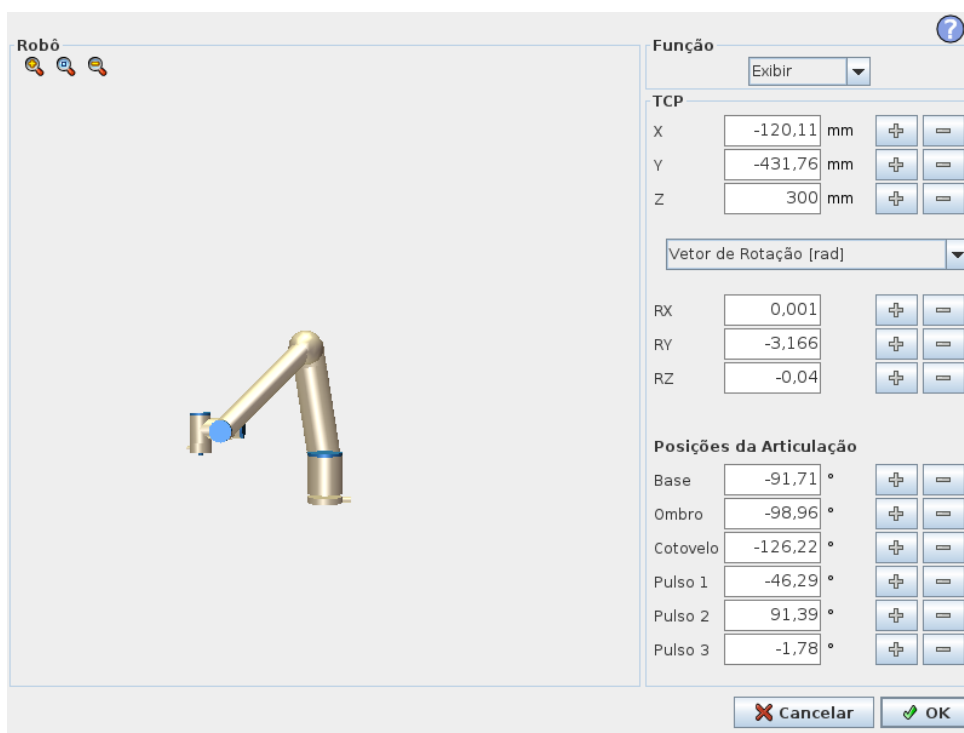 Robô
Função
Exibir
TCP
X -120,11 mm
Y -431,76 mm
Z 300 mm
Vetor de Rotação [rad]
RX 0,001
RY -3,166
RZ -0,04
Posições da Articulação
Base -91,71 °
Ombro -98,96 °
Cotovelo -126,22 °
Pulso 1 -46,29 °
Pulso 2 91,39 °
Pulso 3 -1,78 °
Cancelar OK